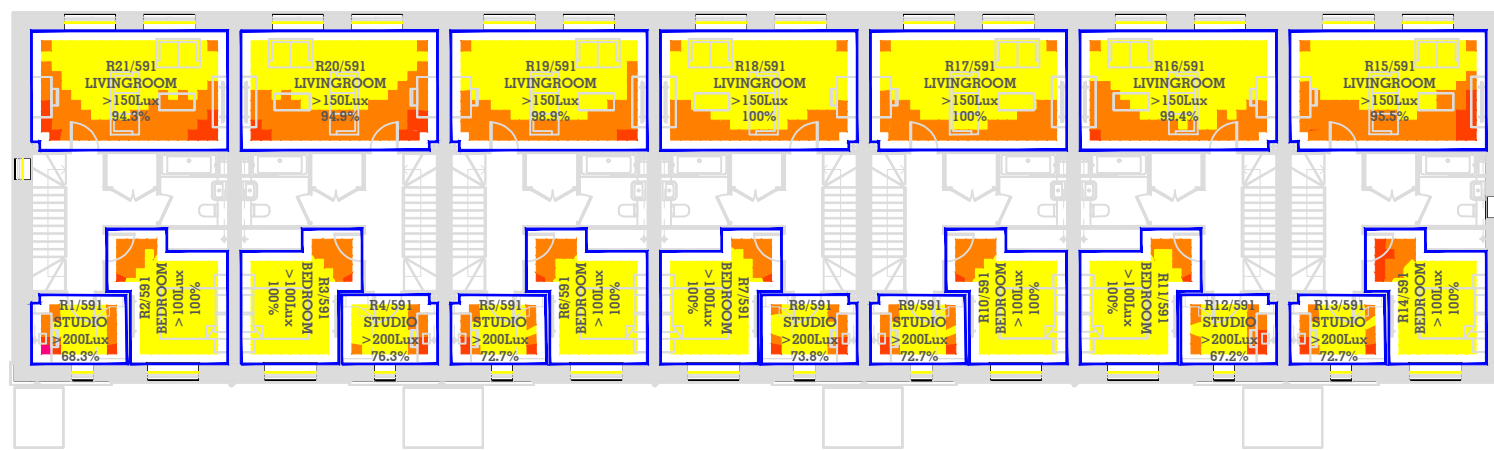 R21/591
LIVINGROOM
>150Lux
94.3%
R20/591
LIVINGROOM
>150Lux
94.9%
R19/591
LIVINGROOM
>150Lux
98.9%
R18/591
LIVINGROOM
>150Lux
100%
R17/591
LIVINGROOM
>150Lux
100%
R16/591
LIVINGROOM
>150Lux
99.4%
R15/591
LIVINGROOM
>150Lux
95.5%
R1/591
STUDIO
>200Lux
68.3%
R2/591
BEDROOM
>100Lux
100%
R3/591
BEDROOM
>100Lux
100%
R4/591
STUDIO
>200Lux
76.3%
R5/591
STUDIO
>200Lux
72.7%
R6/591
BEDROOM
>100Lux
100%
R7/591
BEDROOM
>100Lux
100%
R8/591
STUDIO
>200Lux
73.8%
R9/591
STUDIO
>200Lux
72.7%
R10/591
BEDROOM
>100Lux
100%
R11/591
BEDROOM
>100Lux
100%
R12/591
STUDIO
>200Lux
67.2%
R13/591
STUDIO
>200Lux
72.7%
R14/591
BEDROOM
>100Lux
100%